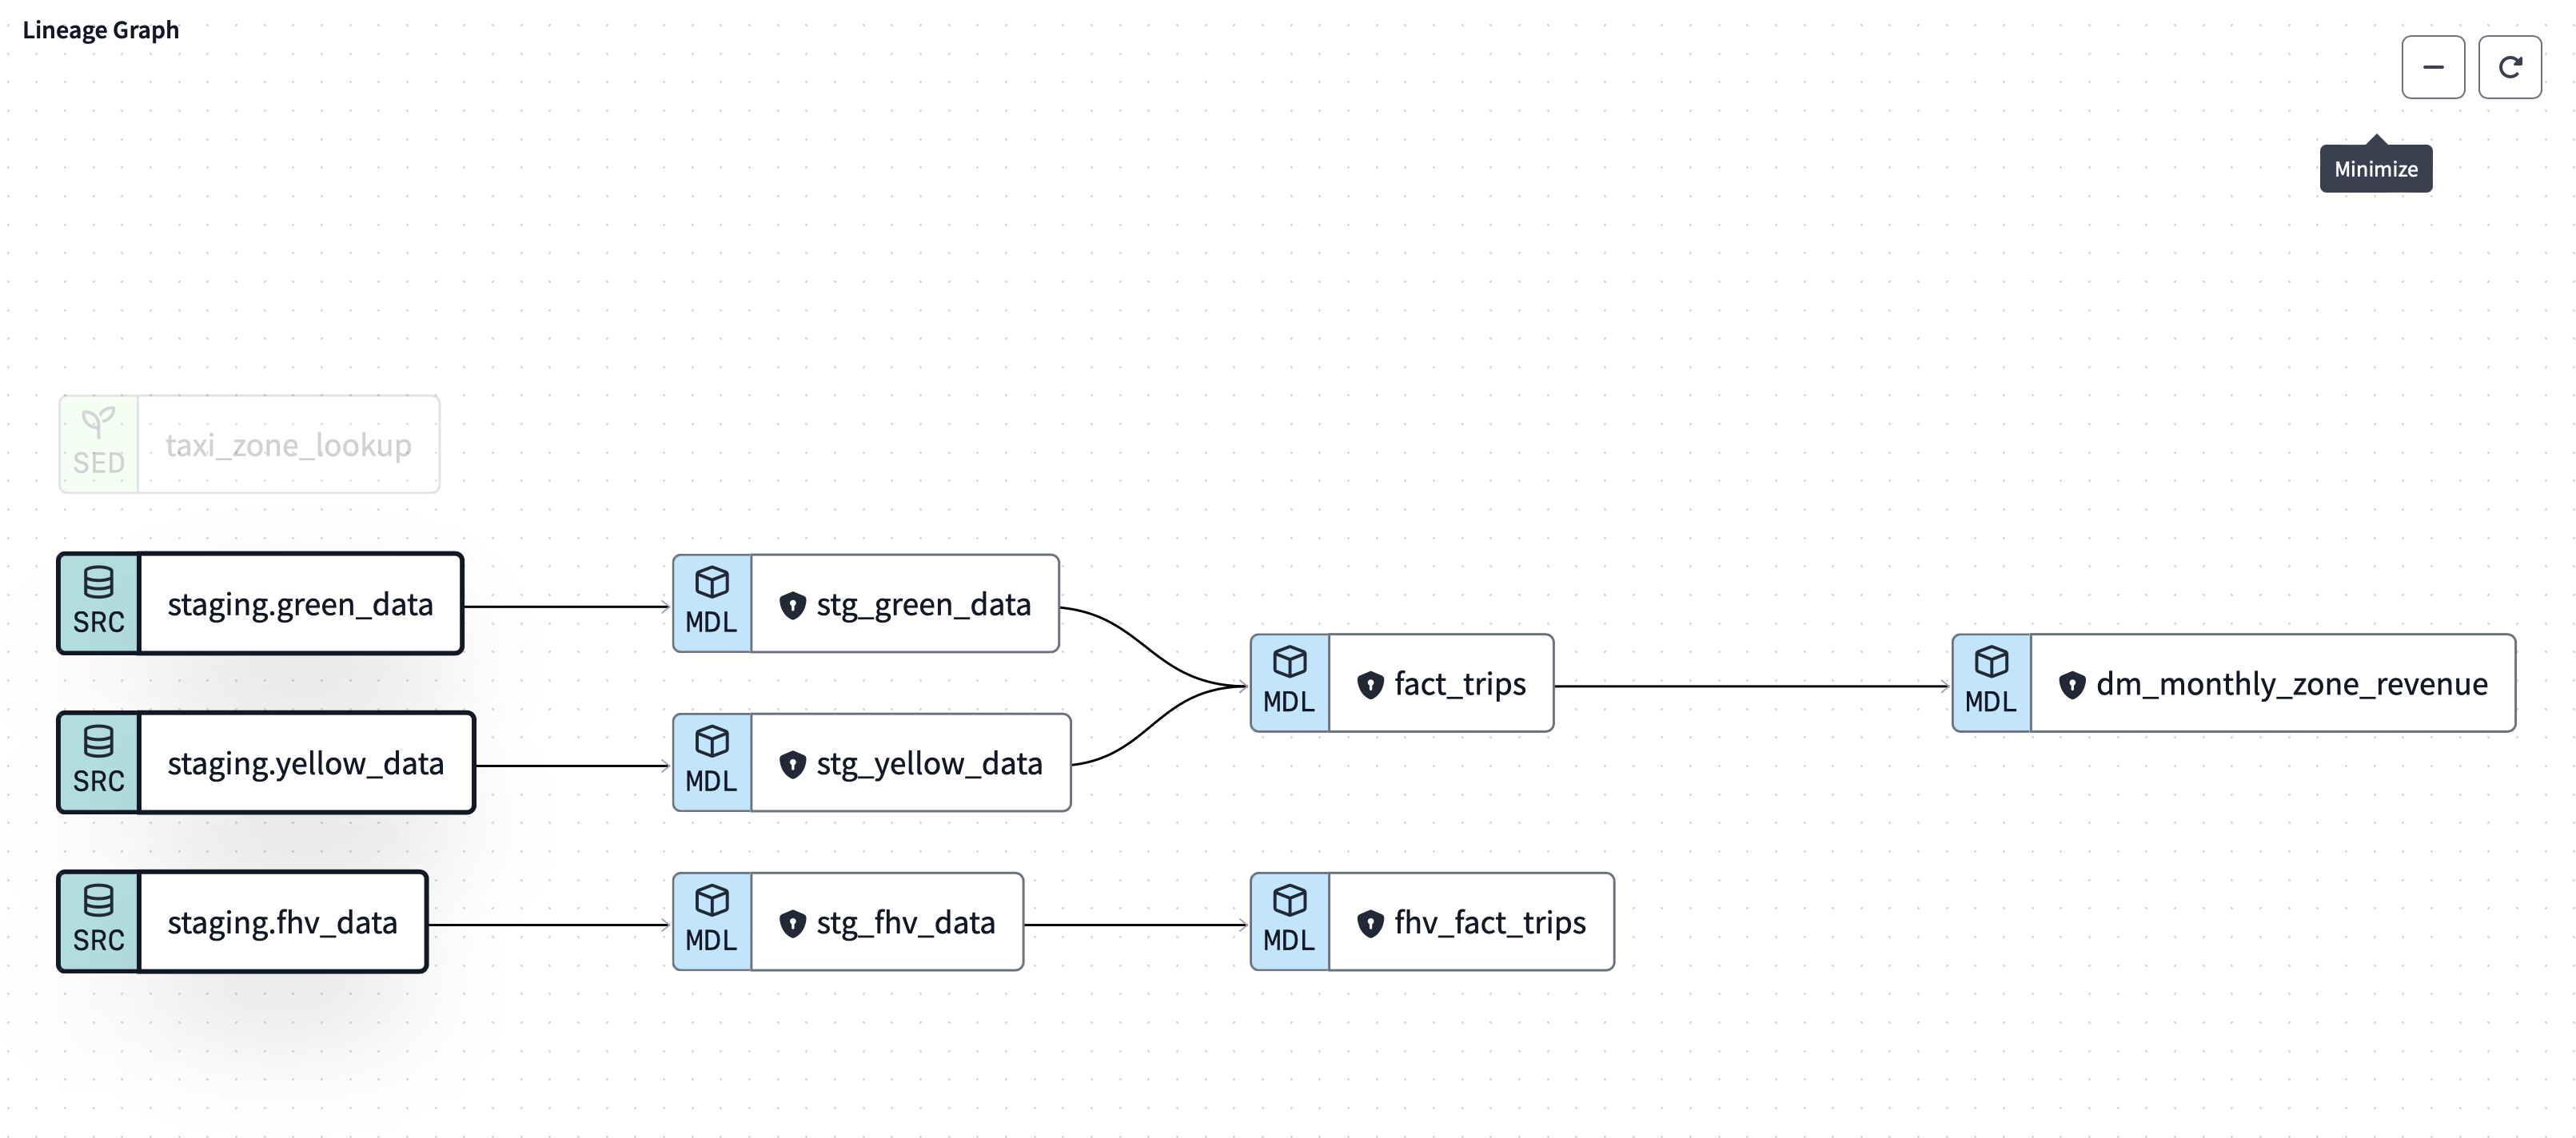 Lineage Graph
Minimize
SED
taxi_zone_lookup
SRC
staging.green_data
MDL
stg_green_data
MDL
fact_trips
MDL
dm_monthly_zone_revenue
SRC
staging.yellow_data
MDL
stg_yellow_data
SRC
staging.fhv_data
MDL
stg_fhv_data
MDL
fhv_fact_trips